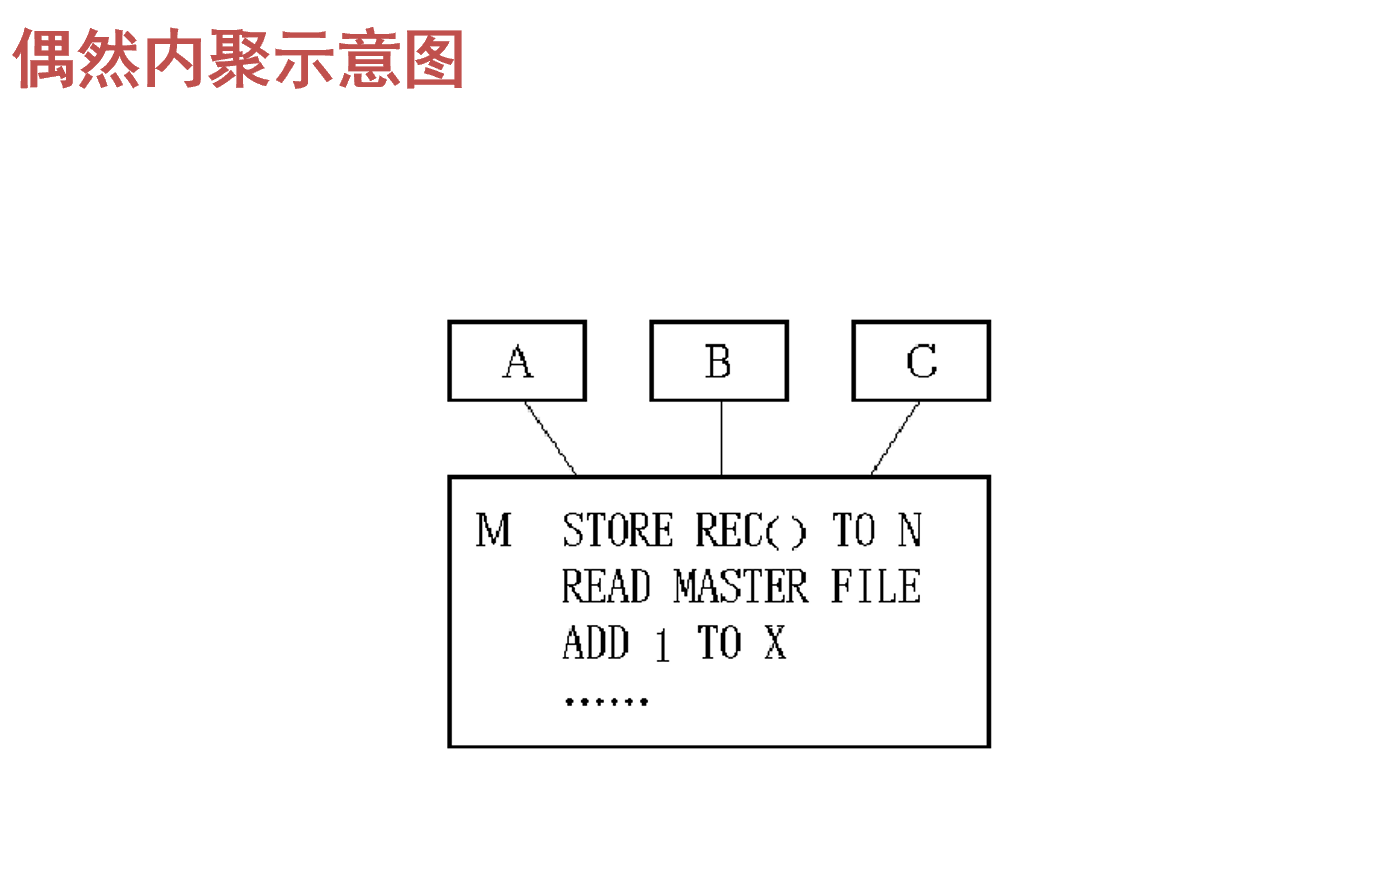 偶然内聚示意图
A B C
M STORE REC() TO N
READ MASTER FILE
ADD 1 TO X
······